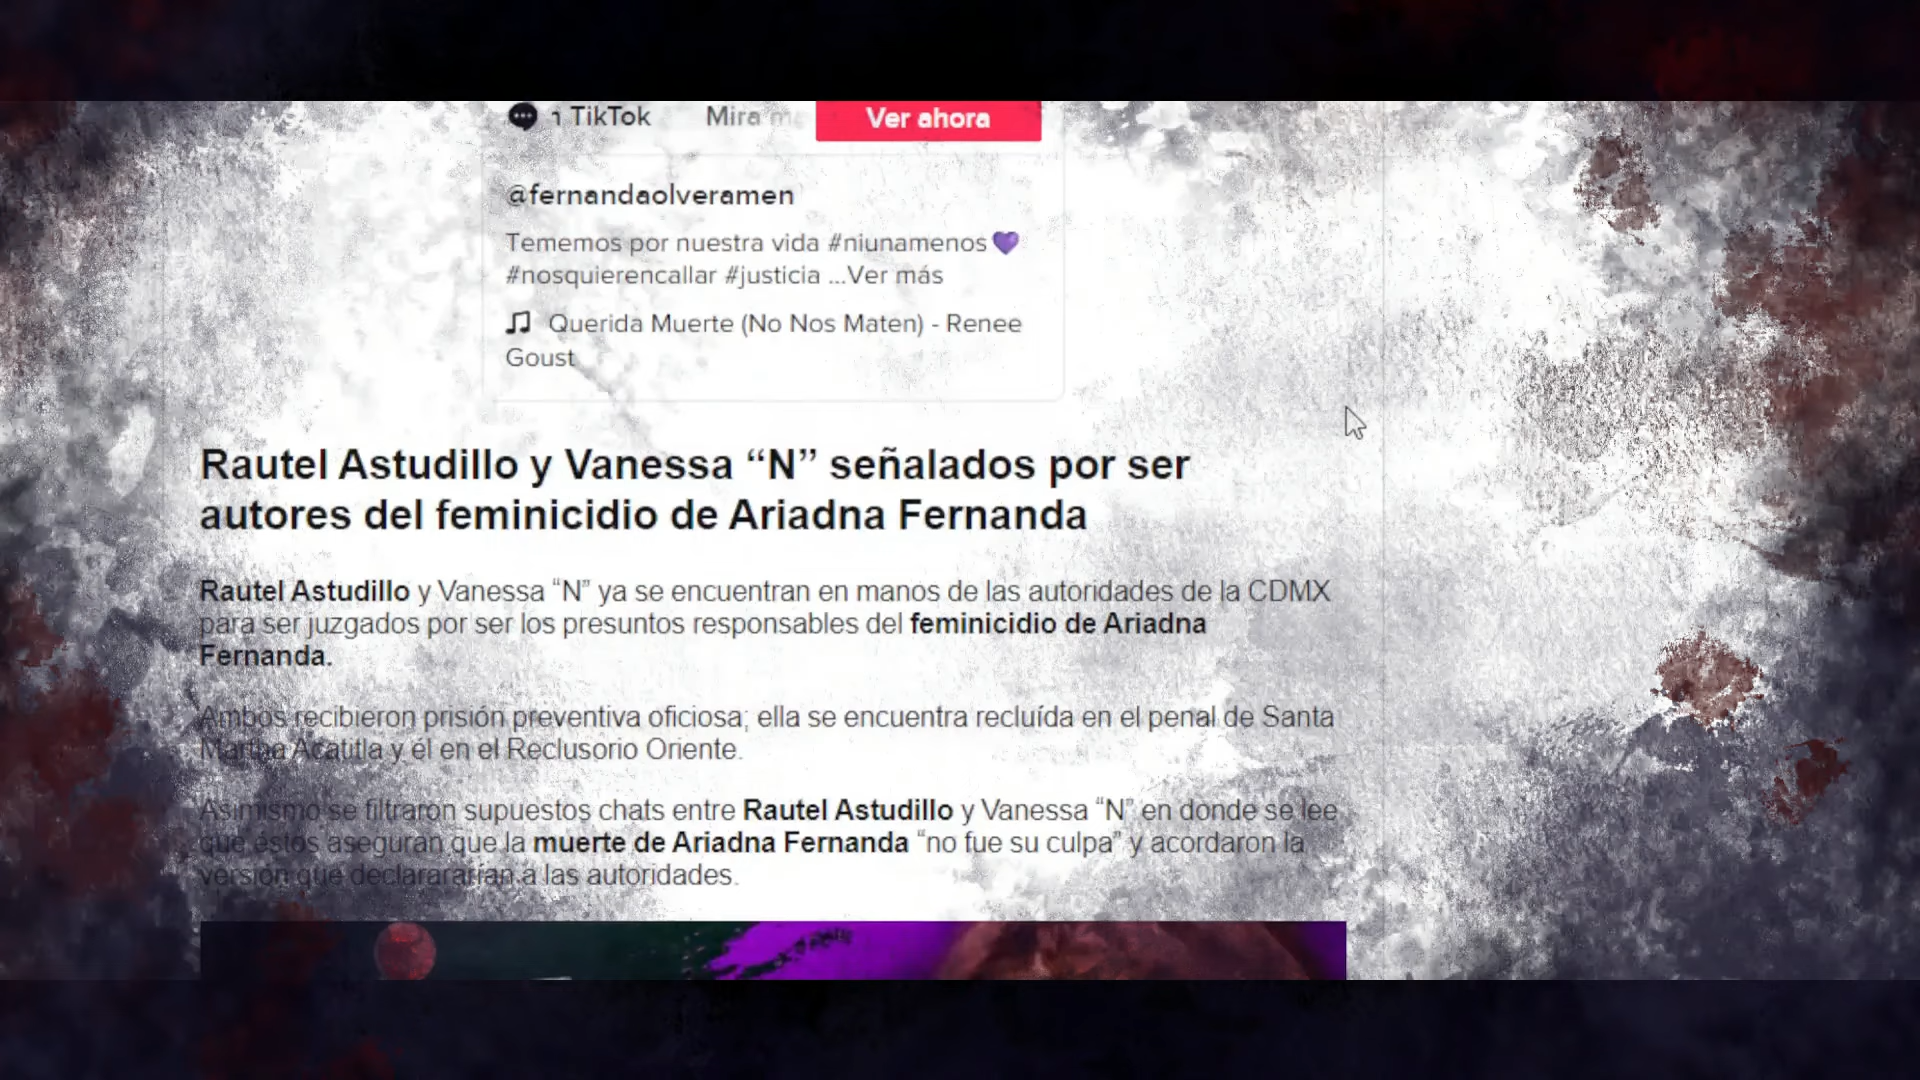 TikTok Mira Ver ahora
@fernandaolveramen
Tememos por nuestra vida #niunamenos💜
#nosquierencallar #justicia ...Ver más
Querida Muerte (No Nos Maten) - Renee
Goust
Rautel Astudillo y Vanessa “N” señalados por ser
autores del feminicidio de Ariadna Fernanda
Rautel Astudillo y Vanessa “N” ya se encuentran en manos de las autoridades de la CDMX
para ser juzgados por ser los presuntos responsables del feminicidio de Ariadna
Fernanda.
Ambos recibieron prisión preventiva oficiosa; ella se encuentra recluída en el penal de Santa
Martha Acatitla y él en el Reclusorio Oriente.
Asimismo se filtraron supuestos chats entre Rautel Astudillo y Vanessa “N” en donde se lee
que éstos aseguran que la muerte de Ariadna Fernanda “no fue su culpa” y acordaron la
versión que declarararían a las autoridades.